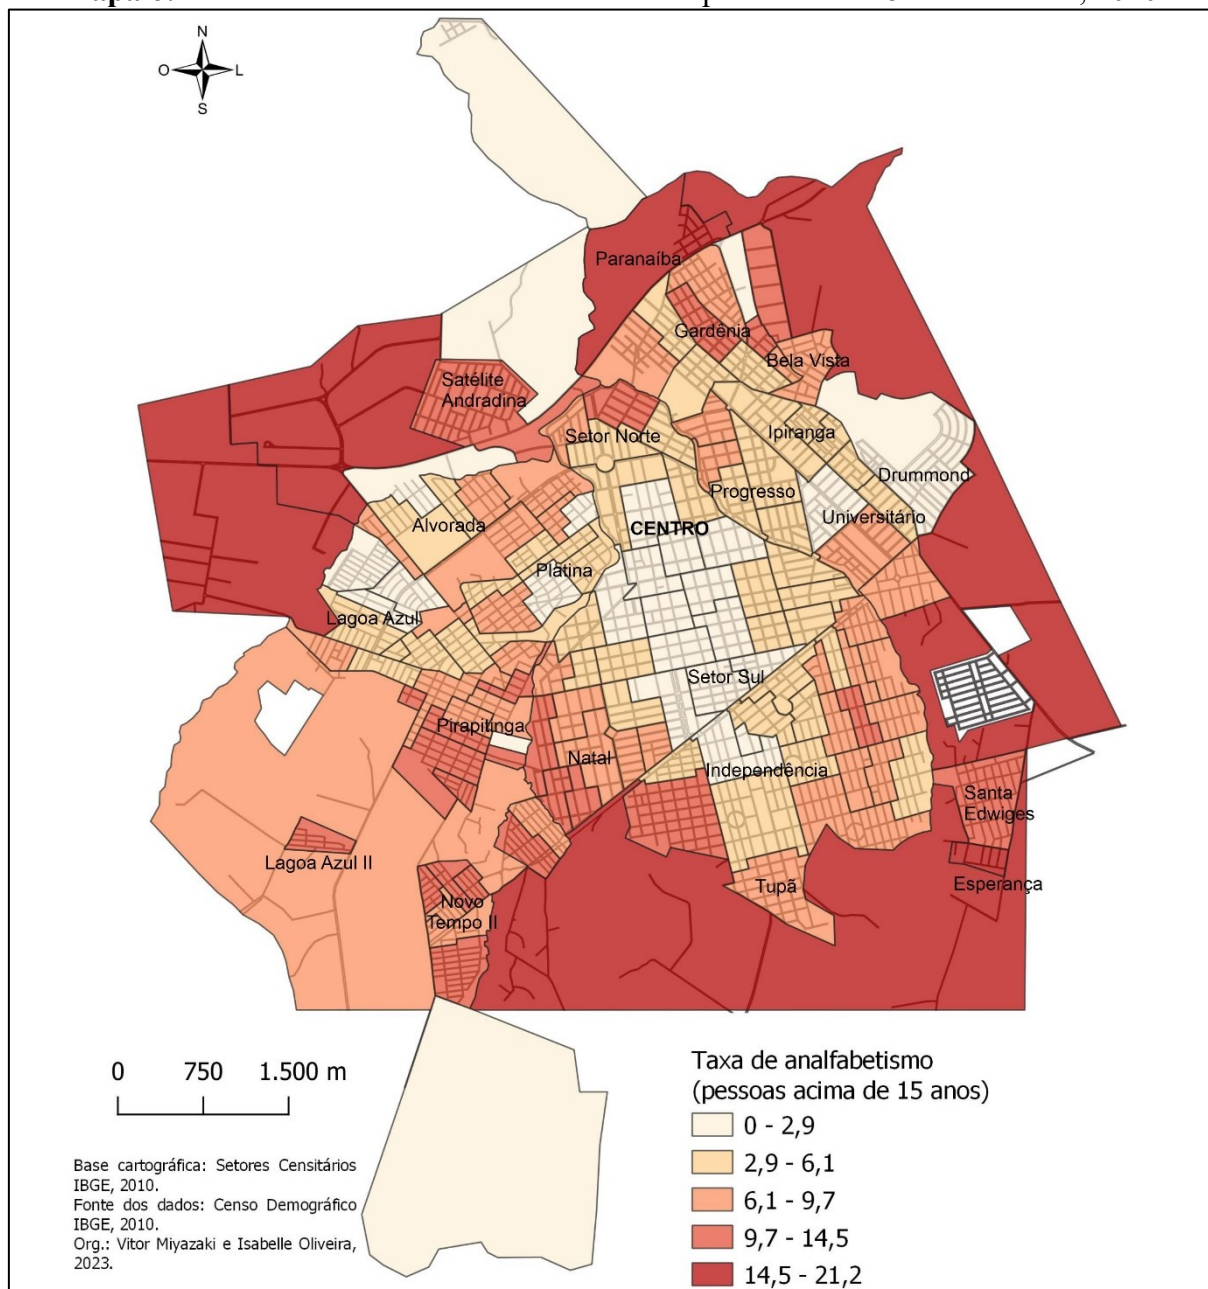 N
O L
S
Paranaíba
Gardênia
Bela Vista
Satélite
Andradina
Setor Norte
Ipiranga
Drummond
Progresso
Alvorada
CENTRO
Universitário
Platina
Lagoa Azul
Setor Sul
Pirapitinga
Natal
Independência
Santa
Edwiges
Lagoa Azul II
Esperança
Tupã
Novo
Tempo II
0 750 1.500 m
Base cartográfica: Setores Censitários
IBGE, 2010.
Fonte dos dados: Censo Demográfico
IBGE, 2010.
Org.: Vitor Miyazaki e Isabelle Oliveira,
2023.
Taxa de analfabetismo
(pessoas acima de 15 anos)
0 - 2,9
2,9 - 6,1
6,1 - 9,7
9,7 - 14,5
14,5 - 21,2